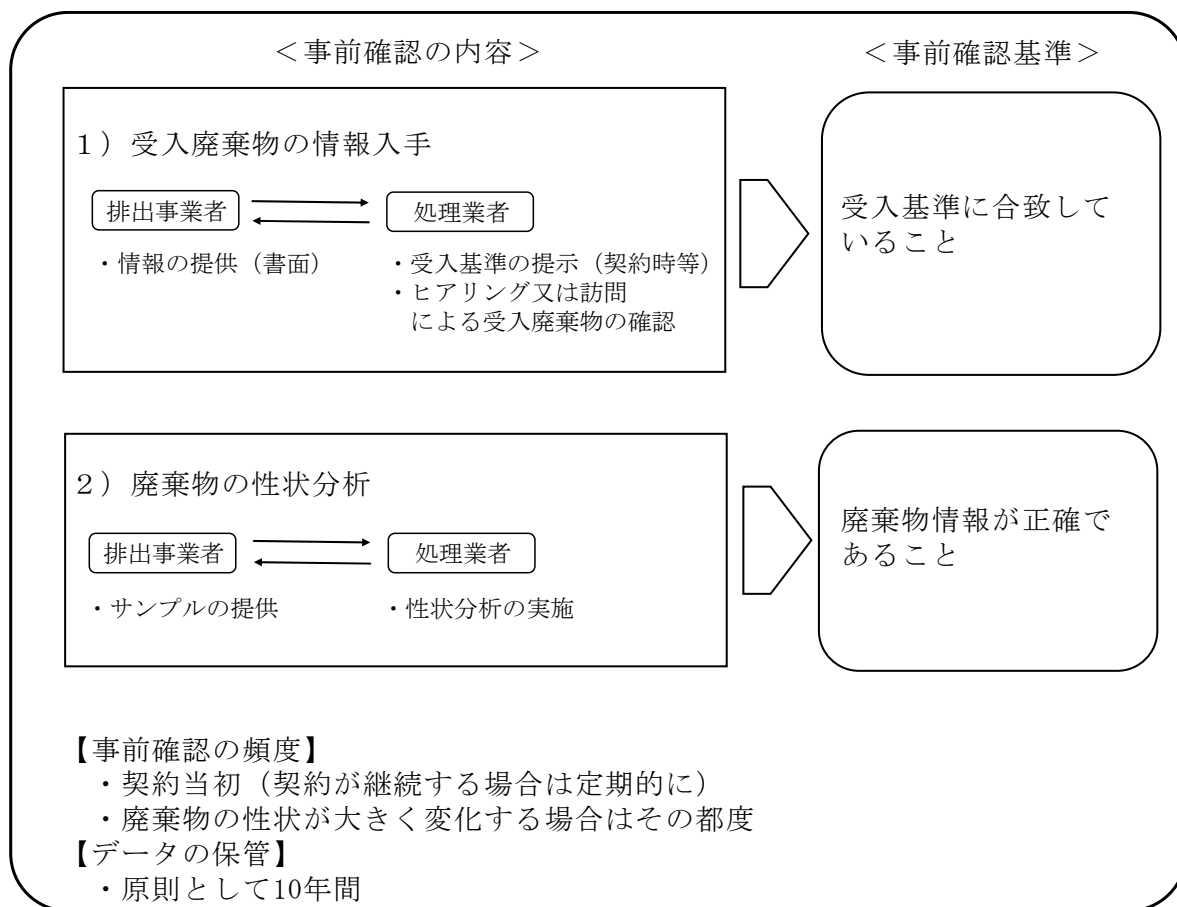 ＜事前確認の内容＞
＜事前確認基準＞
１）受入廃棄物の情報入手
排出事業者
処理業者
・情報の提供（書面）
・受入基準の提示（契約時等）
・ヒアリング又は訪問
による受入廃棄物の確認
受入基準に合致して
いること
２）廃棄物の性状分析
排出事業者
処理業者
・サンプルの提供
・性状分析の実施
廃棄物情報が正確で
あること
【事前確認の頻度】
・契約当初（契約が継続する場合は定期的に）
・廃棄物の性状が大きく変化する場合はその都度
【データの保管】
・原則として10年間